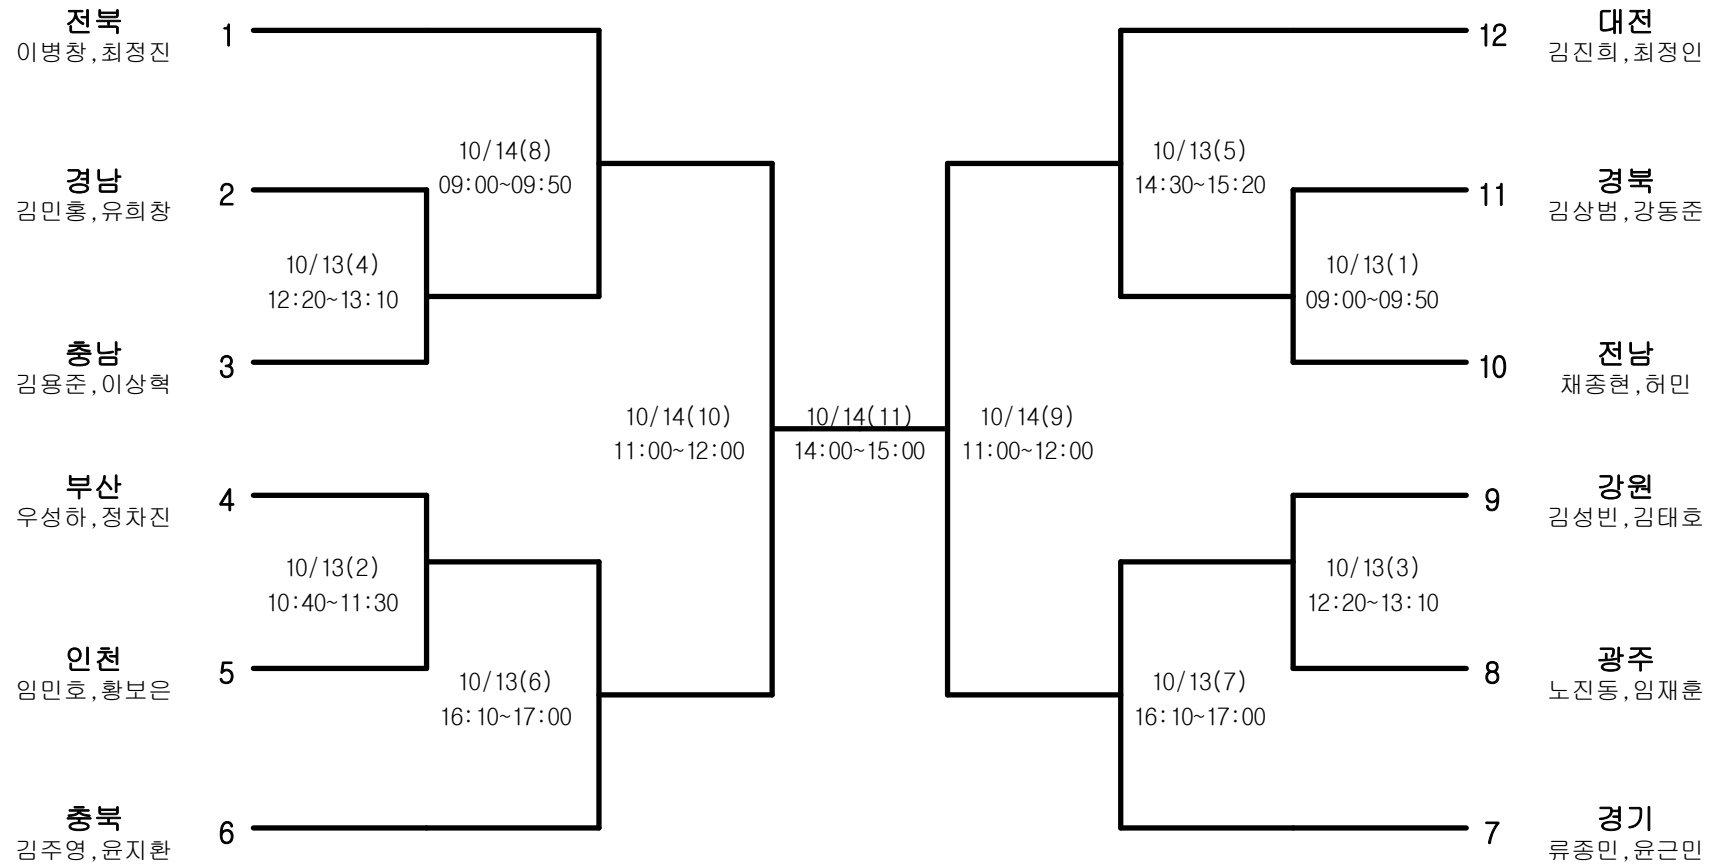 전북
이병창,최정진
1
경남
김민홍,유희창
2
10/14(8)
09:00~09:50
10/13(4)
12:20~13:10
충남
김용준,이상혁
3
10/14(10)
11:00~12:00
부산
우성하,정차진
4
10/13(2)
10:40~11:30
인천
임민호,황보은
5
10/13(6)
16:10~17:00
충북
김주영,윤지환
6
10/14(11)
14:00~15:00
12
대전
김진희,최정인
10/13(5)
14:30~15:20
11
경북
김상범,강동준
10/13(1)
09:00~09:50
10
전남
채종현,허민
10/14(9)
11:00~12:00
9
강원
김성빈,김태호
10/13(3)
12:20~13:10
8
광주
노진동,임재훈
10/13(7)
16:10~17:00
7
경기
류종민,윤근민